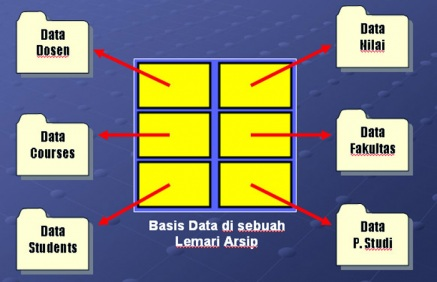 Data
Dosen
Data
Nilai
Data
Courses
Data
Fakultas
Data
Students
Data
P. Studi
Basis Data di sebuah
Lemari Arsip